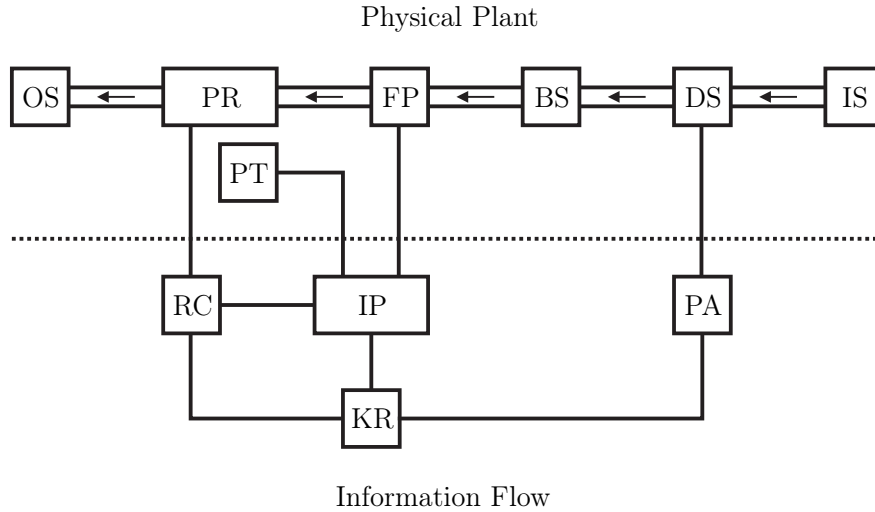 Physical Plant
OS PR FP BS DS IS
PT
RC IP PA
KR
Information Flow